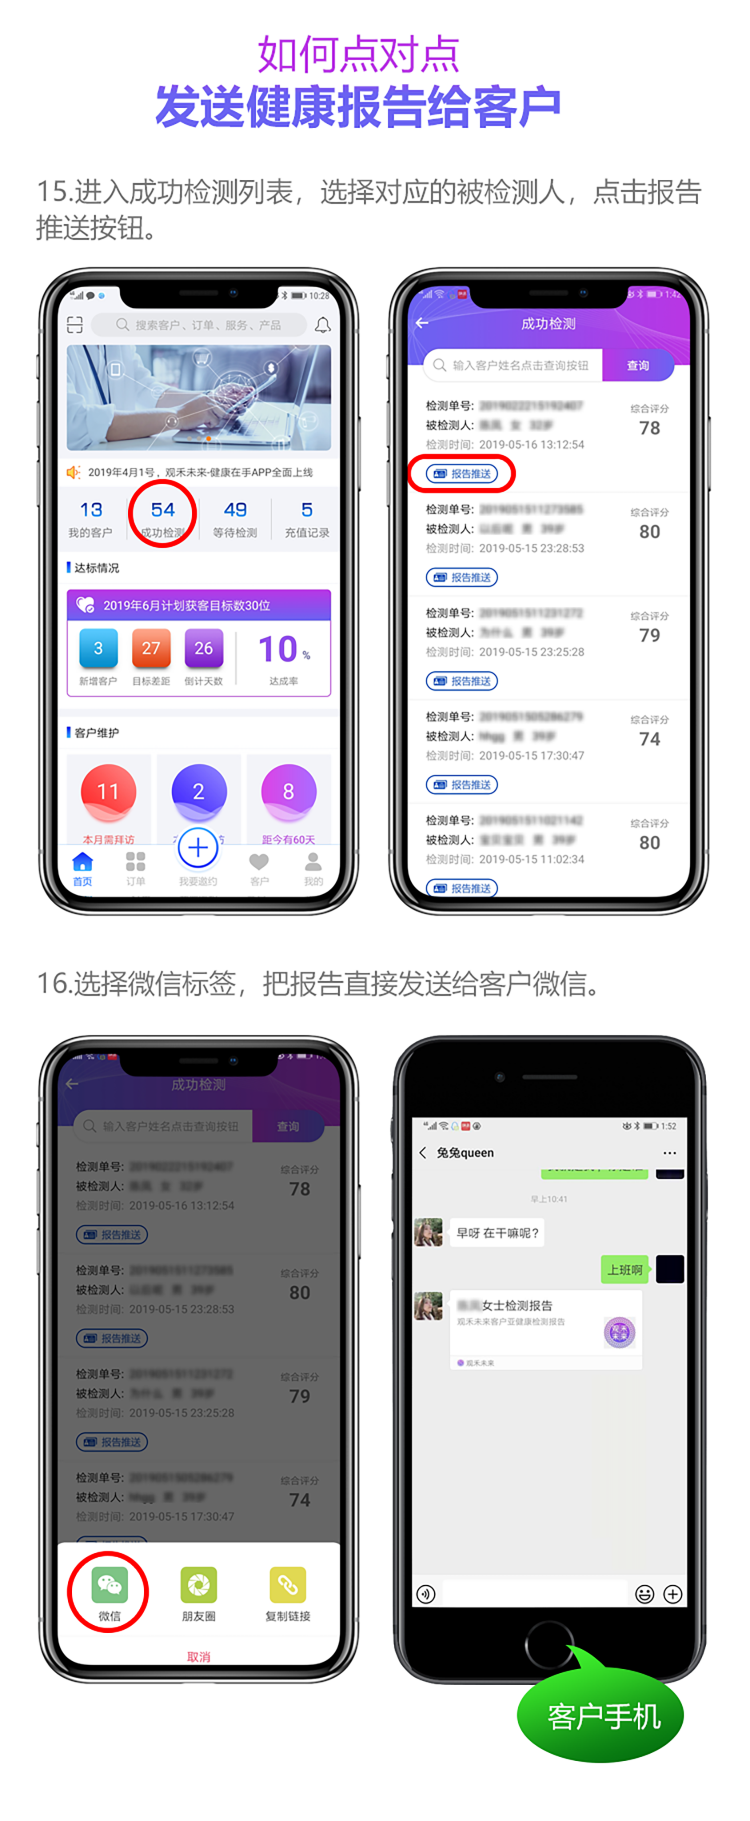 如何点对点
发送健康报告给客户
15.进入成功检测列表，选择对应的被检测人，点击报告
推送按钮。
10:28
搜索客户、订单、服务、产品
2019年4月1号，观禾未来-健康在手APP全面上线
13 54 49 5
我的客户 成功检测 等待检测 充值记录
达标情况
2019年6月计划获客目标数30位
3 27 26 10 %
新增客户 目标差距 倒计天数 达成率
客户维护
11 2 8
本月需拜访 距今有60天
首页 订单 我要邀约 客户 我的
1:42
成功检测
输入客户姓名点击查询按钮 查询
检测单号: 综合评分
被检测人: 78
检测时间: 2019-05-16 13:12:54
报告推送
检测单号: 综合评分
被检测人: 80
检测时间: 2019-05-15 23:28:53
报告推送
检测单号: 综合评分
被检测人: 79
检测时间: 2019-05-15 23:25:28
报告推送
检测单号: 综合评分
被检测人: 74
检测时间: 2019-05-15 17:30:47
报告推送
检测单号: 综合评分
被检测人: 80
检测时间: 2019-05-15 11:02:34
报告推送
16.选择微信标签，把报告直接发送给客户微信。
成功检测
输入客户姓名点击查询按钮 查询
检测单号: 综合评分
被检测人: 78
检测时间: 2019-05-16 13:12:54
报告推送
检测单号: 综合评分
被检测人: 80
检测时间: 2019-05-15 23:28:53
报告推送
检测单号: 综合评分
被检测人: 79
检测时间: 2019-05-15 23:25:28
报告推送
检测单号: 综合评分
被检测人: 74
检测时间: 2019-05-15 17:30:47
微信 朋友圈 复制链接
取消
1:52
兔兔queen
早上10:41
早呀 在干嘛呢?
上班啊
女士检测报告
观禾未来客户亚健康检测报告
观禾未来
客户手机